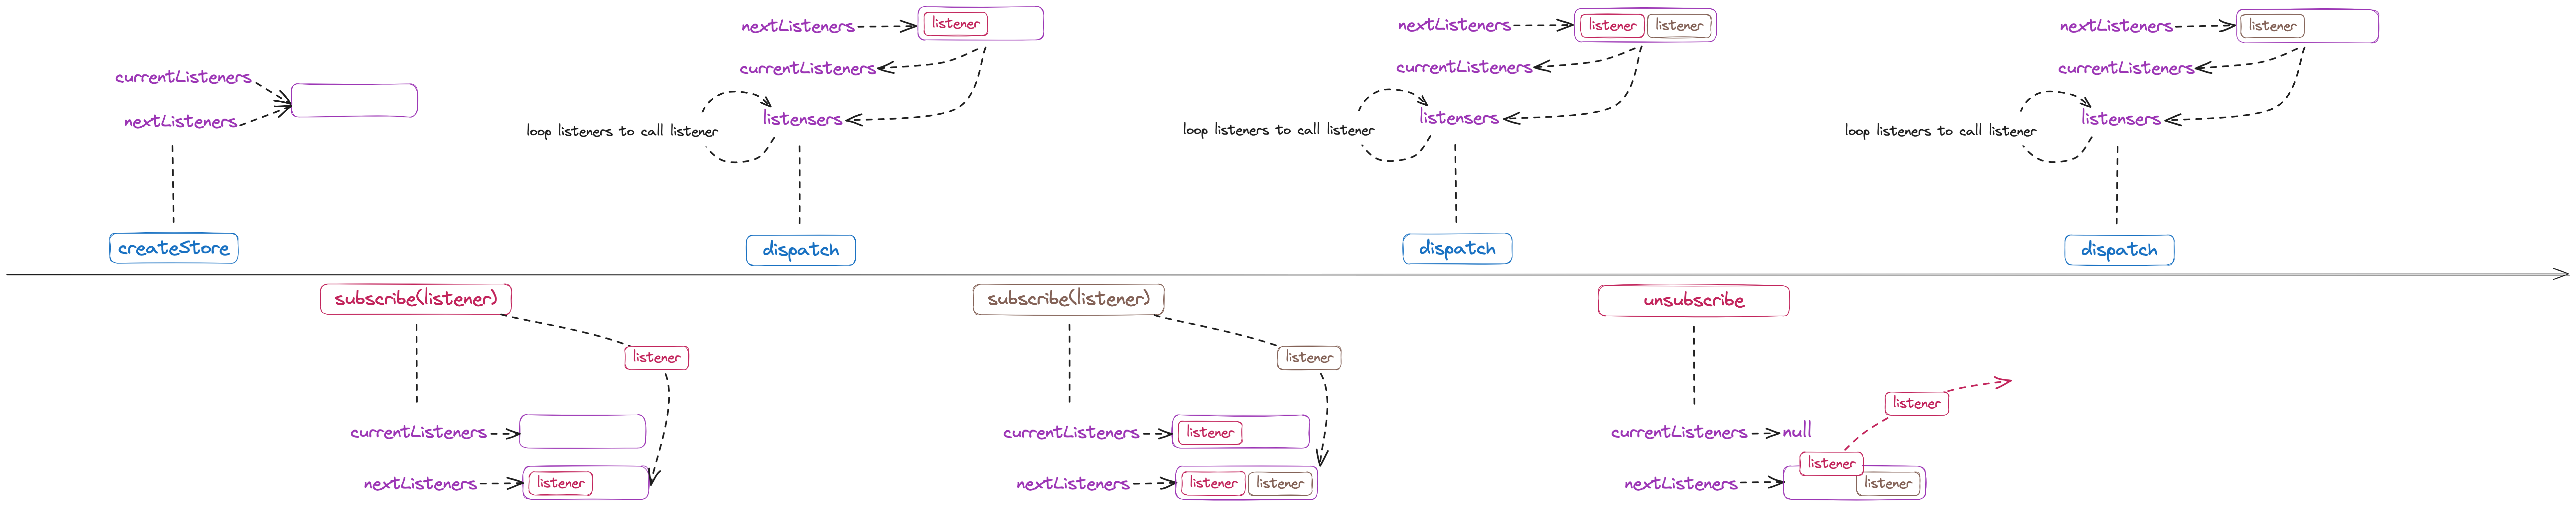 currentListeners
nextListeners
createStore
nextListeners
listener
currentListeners
listensers
loop listeners to call listener
dispatch
nextListeners
listener
listener
currentListeners
listensers
loop listeners to call listener
dispatch
nextListeners
listener
currentListeners
listensers
loop listeners to call listener
dispatch
subscribe(listener)
listener
currentListeners
nextListeners
listener
subscribe(listener)
listener
currentListeners
listener
nextListeners
listener
listener
unsubscribe
listener
currentListeners
null
listener
nextListeners
listener